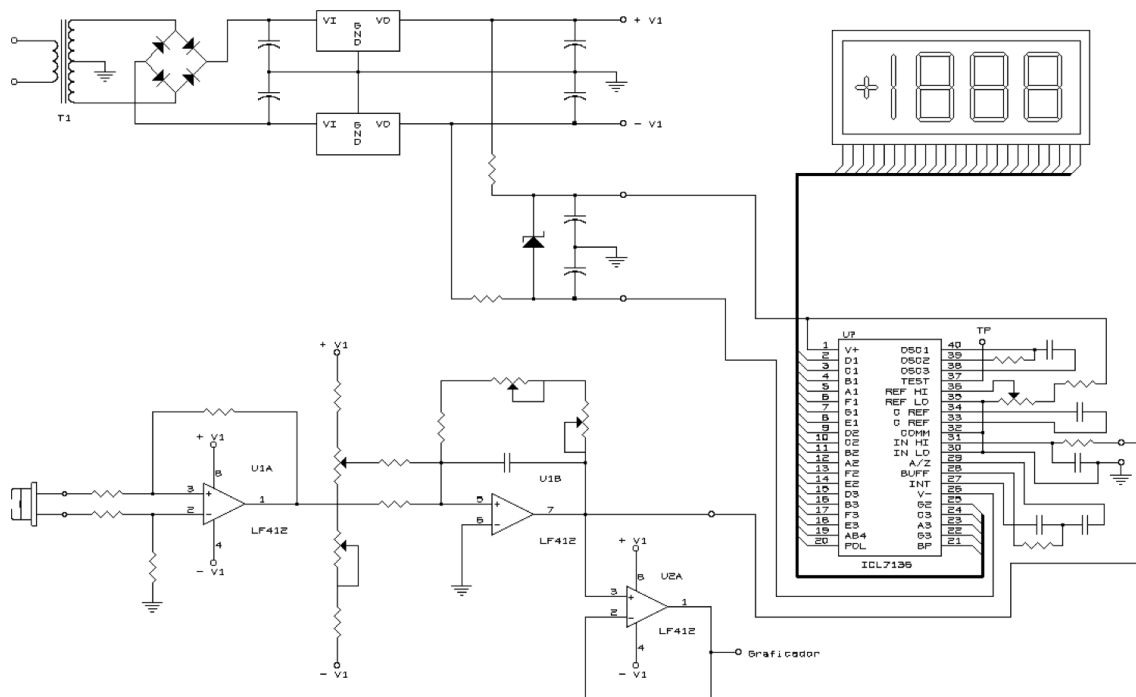 VI GND VO
+ V1
T1
VI GND VO
- V1
+1888
U?
TP
1 V+ OSC1 40
2 D1 OSC2 39
3 C1 OSC3 38
4 B1 TEST 37
5 A1 REF HI 36
6 F1 REF LO 35
7 G1 C REF 34
8 E1 C REF 33
9 D2 COMM 32
10 C2 IN HI 31
11 B2 IN LO 30
12 A2 A/Z 29
13 F2 BUFF 28
14 E2 INT 27
15 D3 V- 26
16 B3 G2 25
17 F3 C3 24
18 E3 A3 23
19 AB4 G3 22
20 POL BP 21
ICL7136
+ V1
+ V1
8
U1A
3 +
2 -
1
LF412
4
- V1
U1B
5 +
6 -
7
LF412
- V1
+ V1
8
U2A
3 +
2 -
1
LF412
4
- V1
Graficador